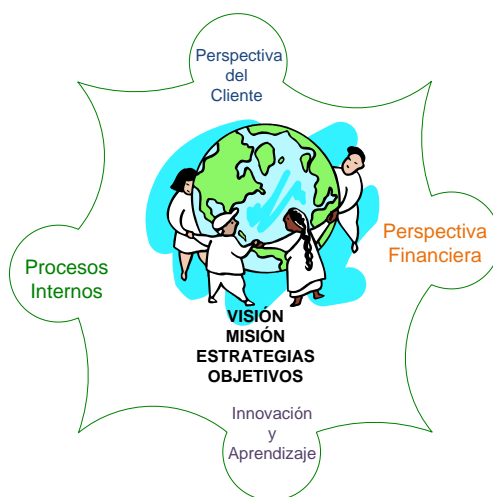 Perspectiva
del
Cliente
Procesos
Internos
Perspectiva
Financiera
VISIÓN
MISIÓN
ESTRATEGIAS
OBJETIVOS
Innovación
y
Aprendizaje